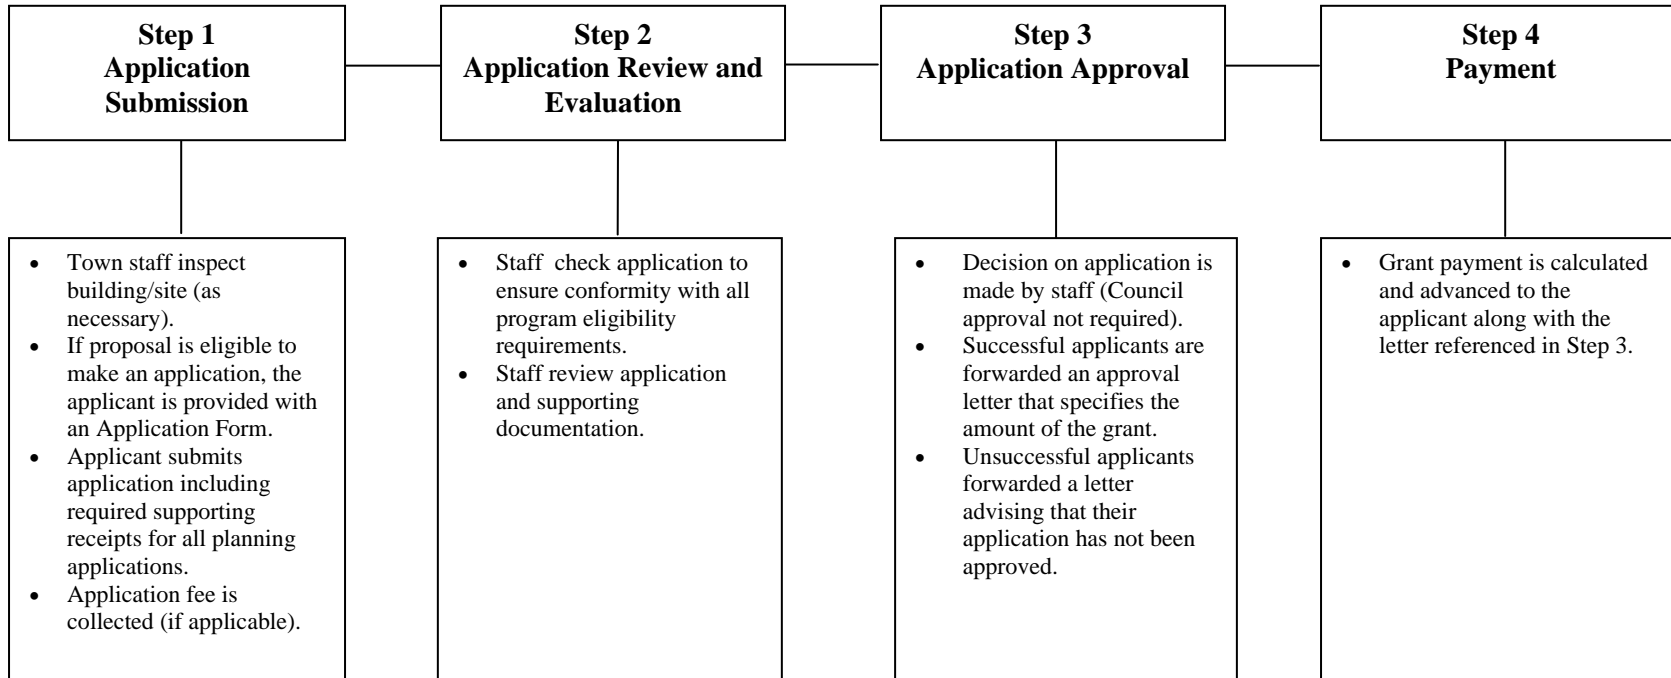 Step 1
Application
Submission
Step 2
Application Review and
Evaluation
Step 3
Application Approval
Step 4
Payment
• Town staff inspect
building/site (as
necessary).
• If proposal is eligible to
make an application, the
applicant is provided with
an Application Form.
• Applicant submits
application including
required supporting
receipts for all planning
applications.
• Application fee is
collected (if applicable).
• Staff check application to
ensure conformity with all
program eligibility
requirements.
• Staff review application
and supporting
documentation.
• Decision on application is
made by staff (Council
approval not required).
• Successful applicants are
forwarded an approval
letter that specifies the
amount of the grant.
• Unsuccessful applicants
forwarded a letter
advising that their
application has not been
approved.
• Grant payment is calculated
and advanced to the
applicant along with the
letter referenced in Step 3.